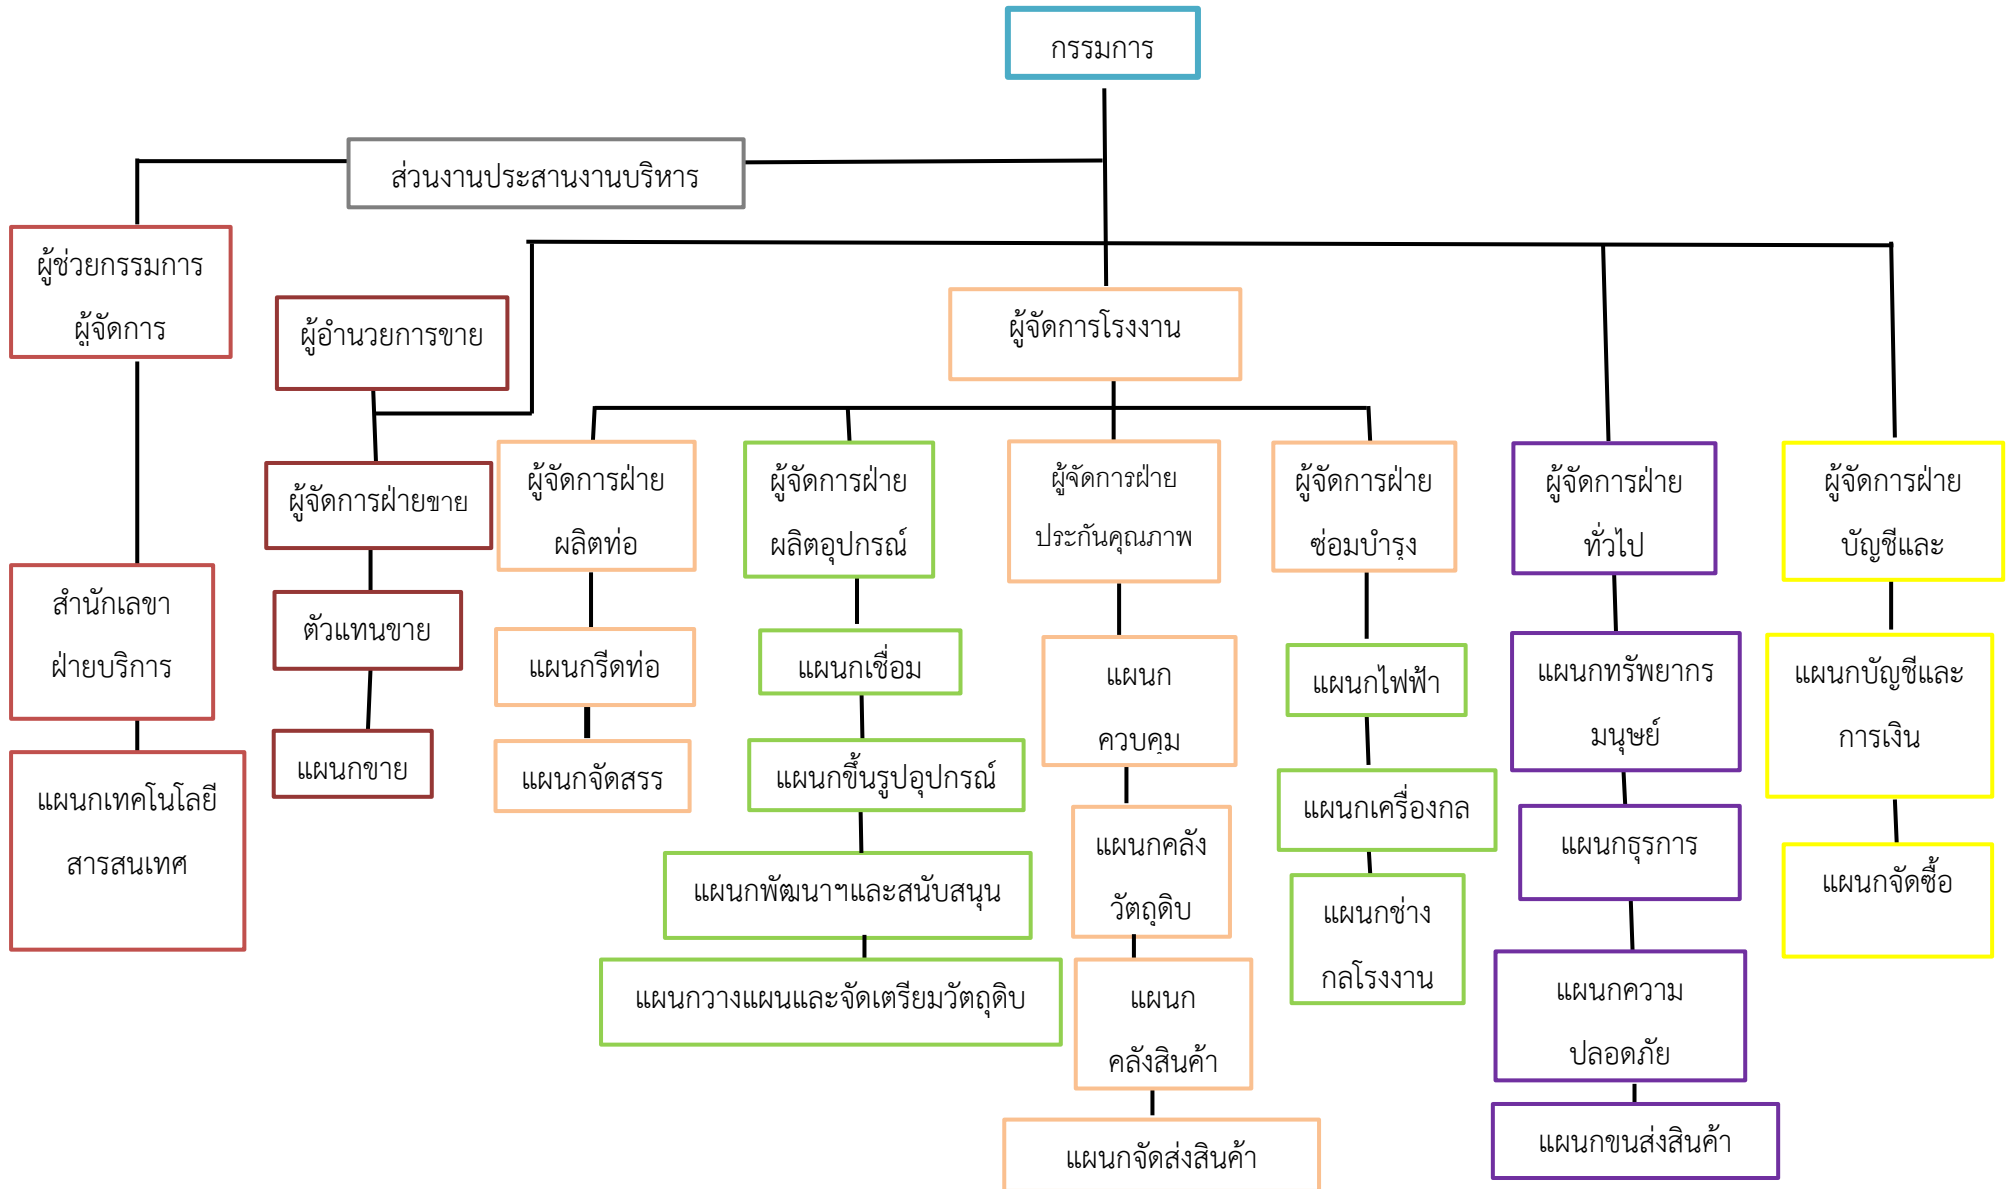 กรรมการ
ส่วนงานประสานงานบริหาร
ผู้ช่วยกรรมการ
ผู้จัดการ
ผู้อำนวยการขาย
ผู้จัดการโรงงาน
ผู้จัดการฝ่ายขาย
ผู้จัดการฝ่าย
ผลิตท่อ
ผู้จัดการฝ่าย
ผลิตอุปกรณ์
ผู้จัดการฝ่าย
ประกันคุณภาพ
ผู้จัดการฝ่าย
ซ่อมบำรุง
ผู้จัดการฝ่าย
ทั่วไป
ผู้จัดการฝ่าย
บัญชีและ
สำนักเลขา
ฝ่ายบริการ
ตัวแทนขาย
แผนกรีดท่อ
แผนกเชื่อม
แผนก
ควบคุม
แผนกไฟฟ้า
แผนกทรัพยากร
มนุษย์
แผนกบัญชีและ
การเงิน
แผนกเทคโนโลยี
สารสนเทศ
แผนกขาย
แผนกจัดสรร
แผนกขึ้นรูปอุปกรณ์
แผนกคลัง
วัตถุดิบ
แผนกเครื่องกล
แผนกธุรการ
แผนกจัดซื้อ
แผนกพัฒนาฯและสนับสนุน
แผนกช่าง
กลโรงงาน
แผนกวางแผนและจัดเตรียมวัตถุดิบ
แผนก
คลังสินค้า
แผนกความ
ปลอดภัย
แผนกจัดส่งสินค้า
แผนกขนส่งสินค้า